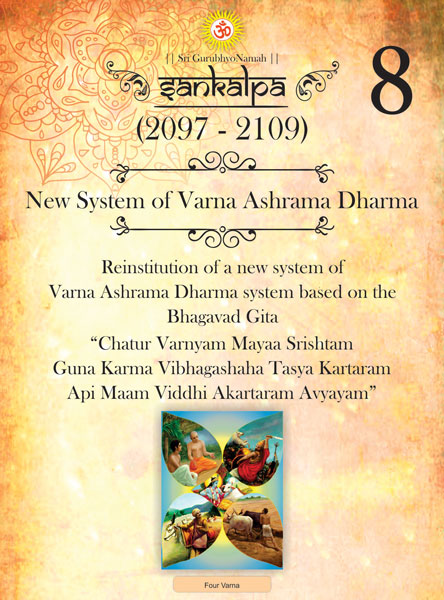 ॐ
|| Sri GurubhyoNamah ||
8
Sankalpa
(2097 - 2109)
New System of Varna Ashrama Dharma
Reinstitution of a new system of
Varna Ashrama Dharma system based on the
Bhagavad Gita
“Chatur Varnyam Mayaa Srishtam
Guna Karma Vibhagashaha Tasya Kartaram
Api Maam Viddhi Akartaram Avyayam”
Four Varna